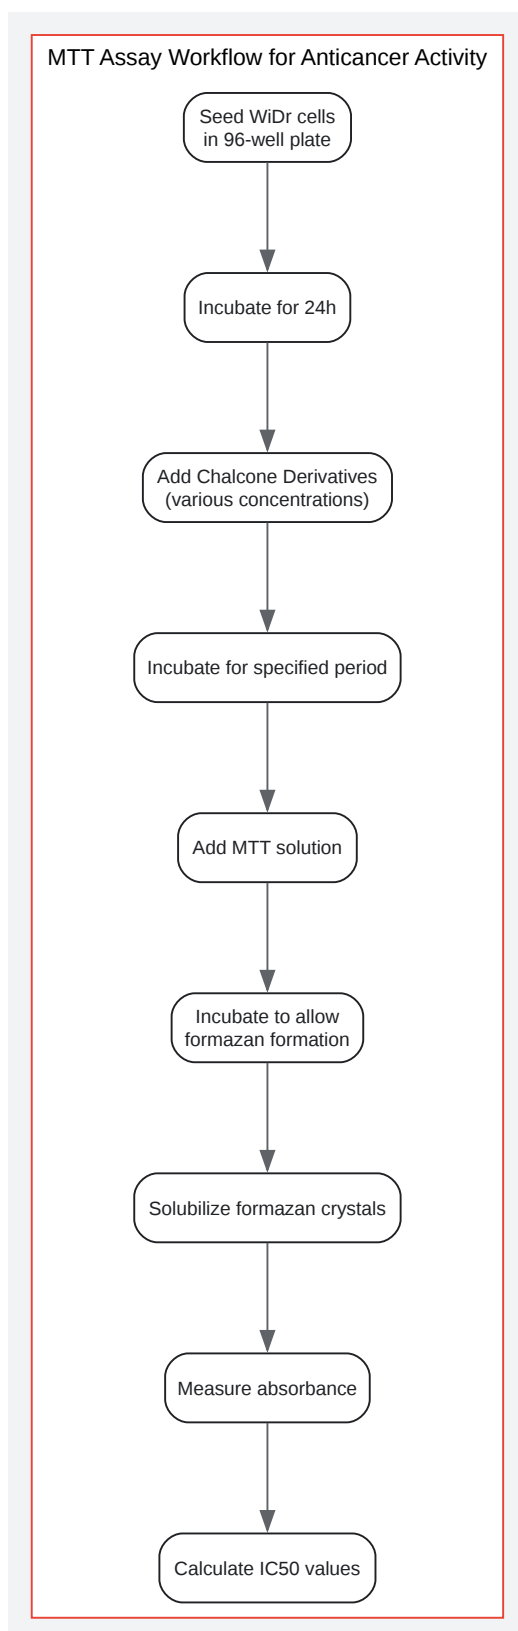 MTT Assay Workflow for Anticancer Activity
Seed WiDr cells
in 96-well plate
Incubate for 24h
Add Chalcone Derivatives
(various concentrations)
Incubate for specified period
Add MTT solution
Incubate to allow
formazan formation
Solubilize formazan crystals
Measure absorbance
Calculate IC50 values